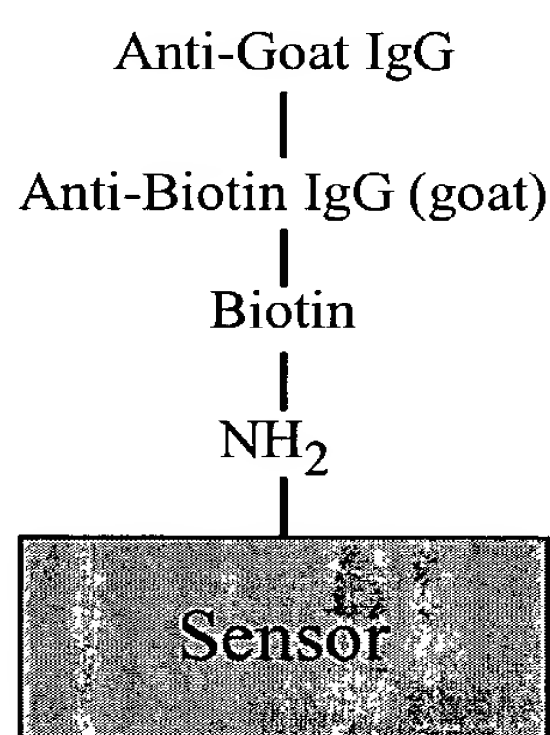 Anti-Goat IgG
Anti-Biotin IgG (goat)
Biotin
NH₂
Sensor